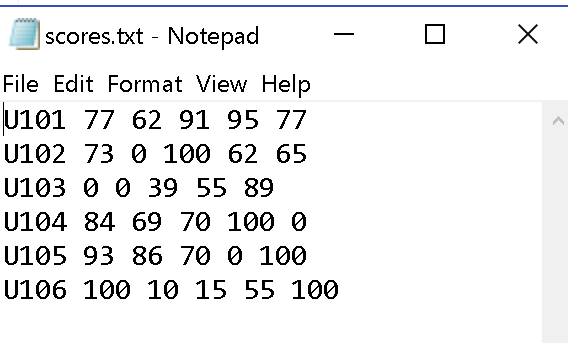 scores.txt - Notepad
File Edit Format View Help
U101 77 62 91 95 77
U102 73 0 100 62 65
U103 0 0 39 55 89
U104 84 69 70 100 0
U105 93 86 70 0 100
U106 100 10 15 55 100